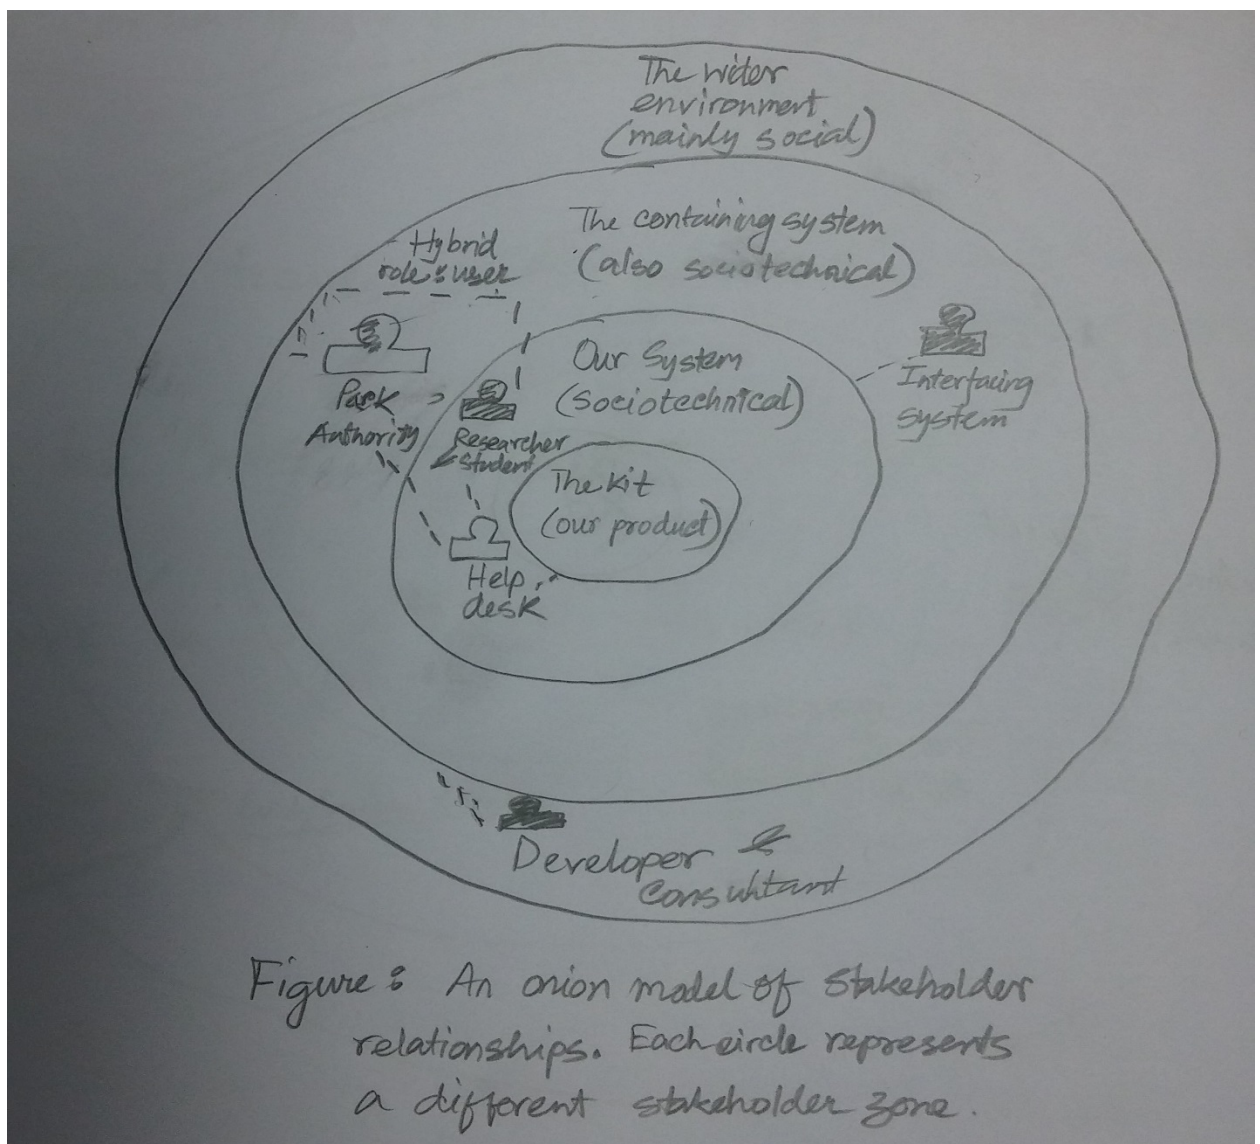 The wider
environment
(mainly social)
The containing system
(also sociotechnical)
Hybrid
role: user
Our System
(sociotechnical)
Interfacing
system
Park
Authority
Researcher
Student
The kit
(our product)
Help
desk
Developer &
Consultant
Figure: An onion model of stakeholder
relationships. Each circle represents
a different stakeholder zone.